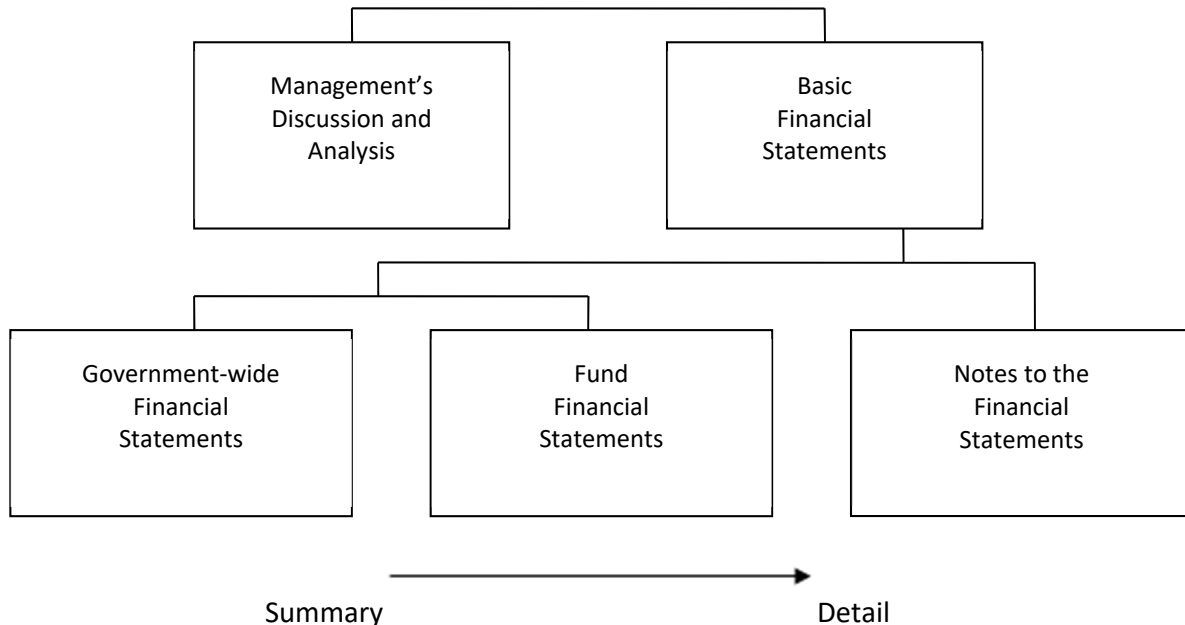 Management’s
Discussion and
Analysis
Basic
Financial
Statements
Government-wide
Financial
Statements
Fund
Financial
Statements
Notes to the
Financial
Statements
Summary
Detail